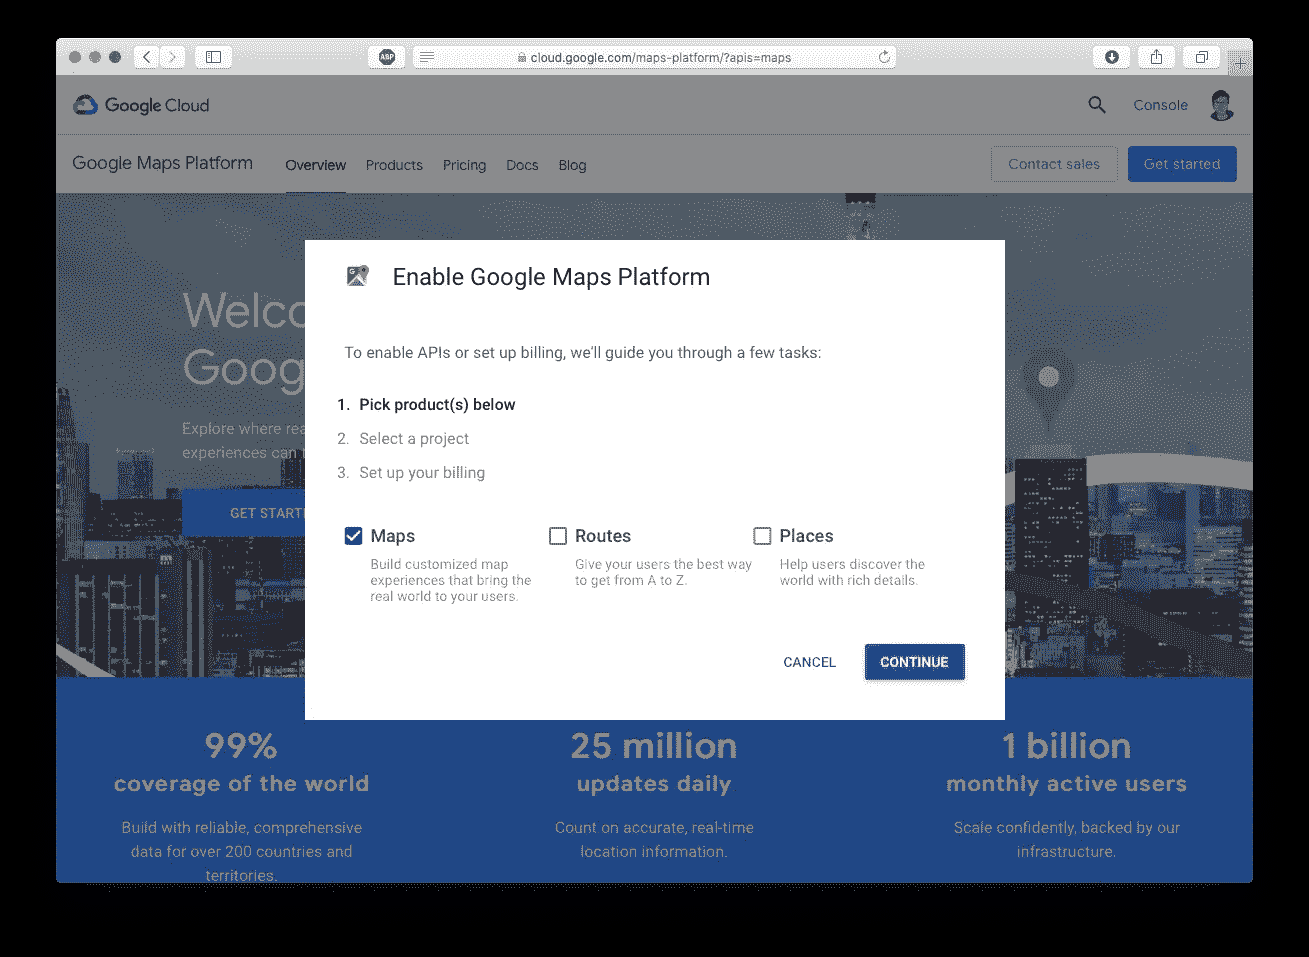 ABP
cloud.google.com/maps-platform/?apis=maps
Google Cloud
Console
Google Maps Platform
Overview
Products
Pricing
Docs
Blog
Contact sales
Get started
Welco
Goog
Explore where rea
experiences can
GET START
Enable Google Maps Platform
To enable APIs or set up billing, we'll guide you through a few tasks:
1. Pick product(s) below
2. Select a project
3. Set up your billing
Maps
Build customized map
experiences that bring the
real world to your users.
Routes
Give your users the best way
to get from A to Z.
Places
Help users discover the
world with rich details.
CANCEL
CONTINUE
99%
coverage of the world
Build with reliable, comprehensive
data for over 200 countries and
territories.
25 million
updates daily
Count on accurate, real-time
location information.
1 billion
monthly active users
Scale confidently, backed by our
infrastructure.